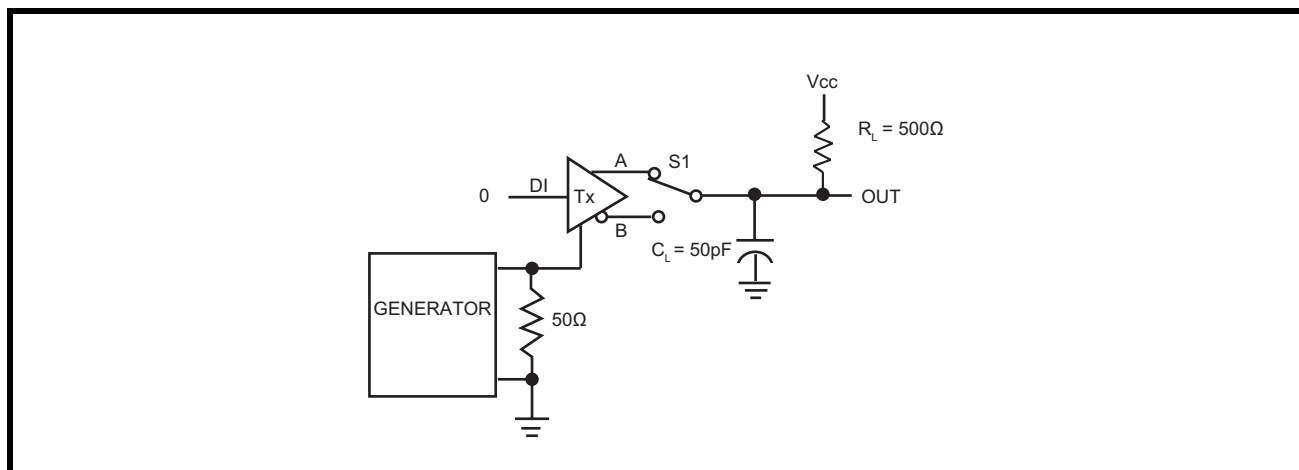 Vcc
R_L = 500Ω
A
S1
0
DI
Tx
OUT
B
C_L = 50pF
GENERATOR
50Ω